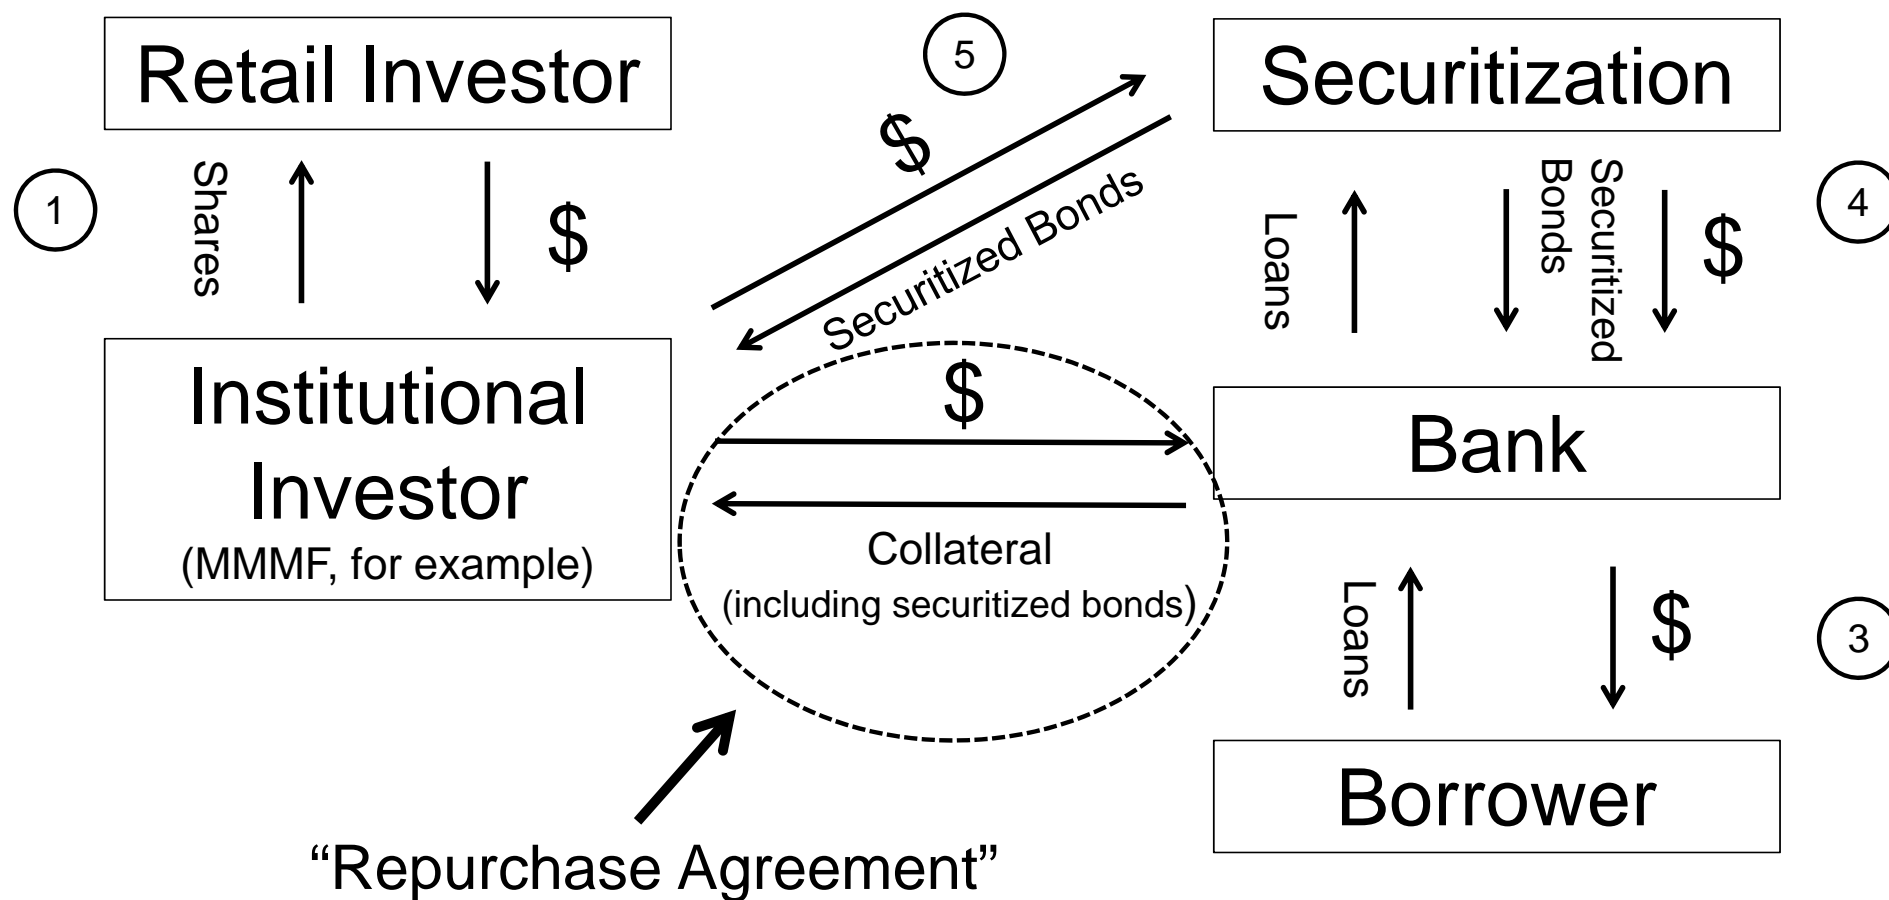 Retail Investor
5
Securitization
1
Shares
$
$
Securitized Bonds
Loans
Securitized
Bonds
$
4
Institutional
Investor
(MMMF, for example)
$
Collateral
(including securitized bonds)
Bank
Loans
$
3
Borrower
“Repurchase Agreement”